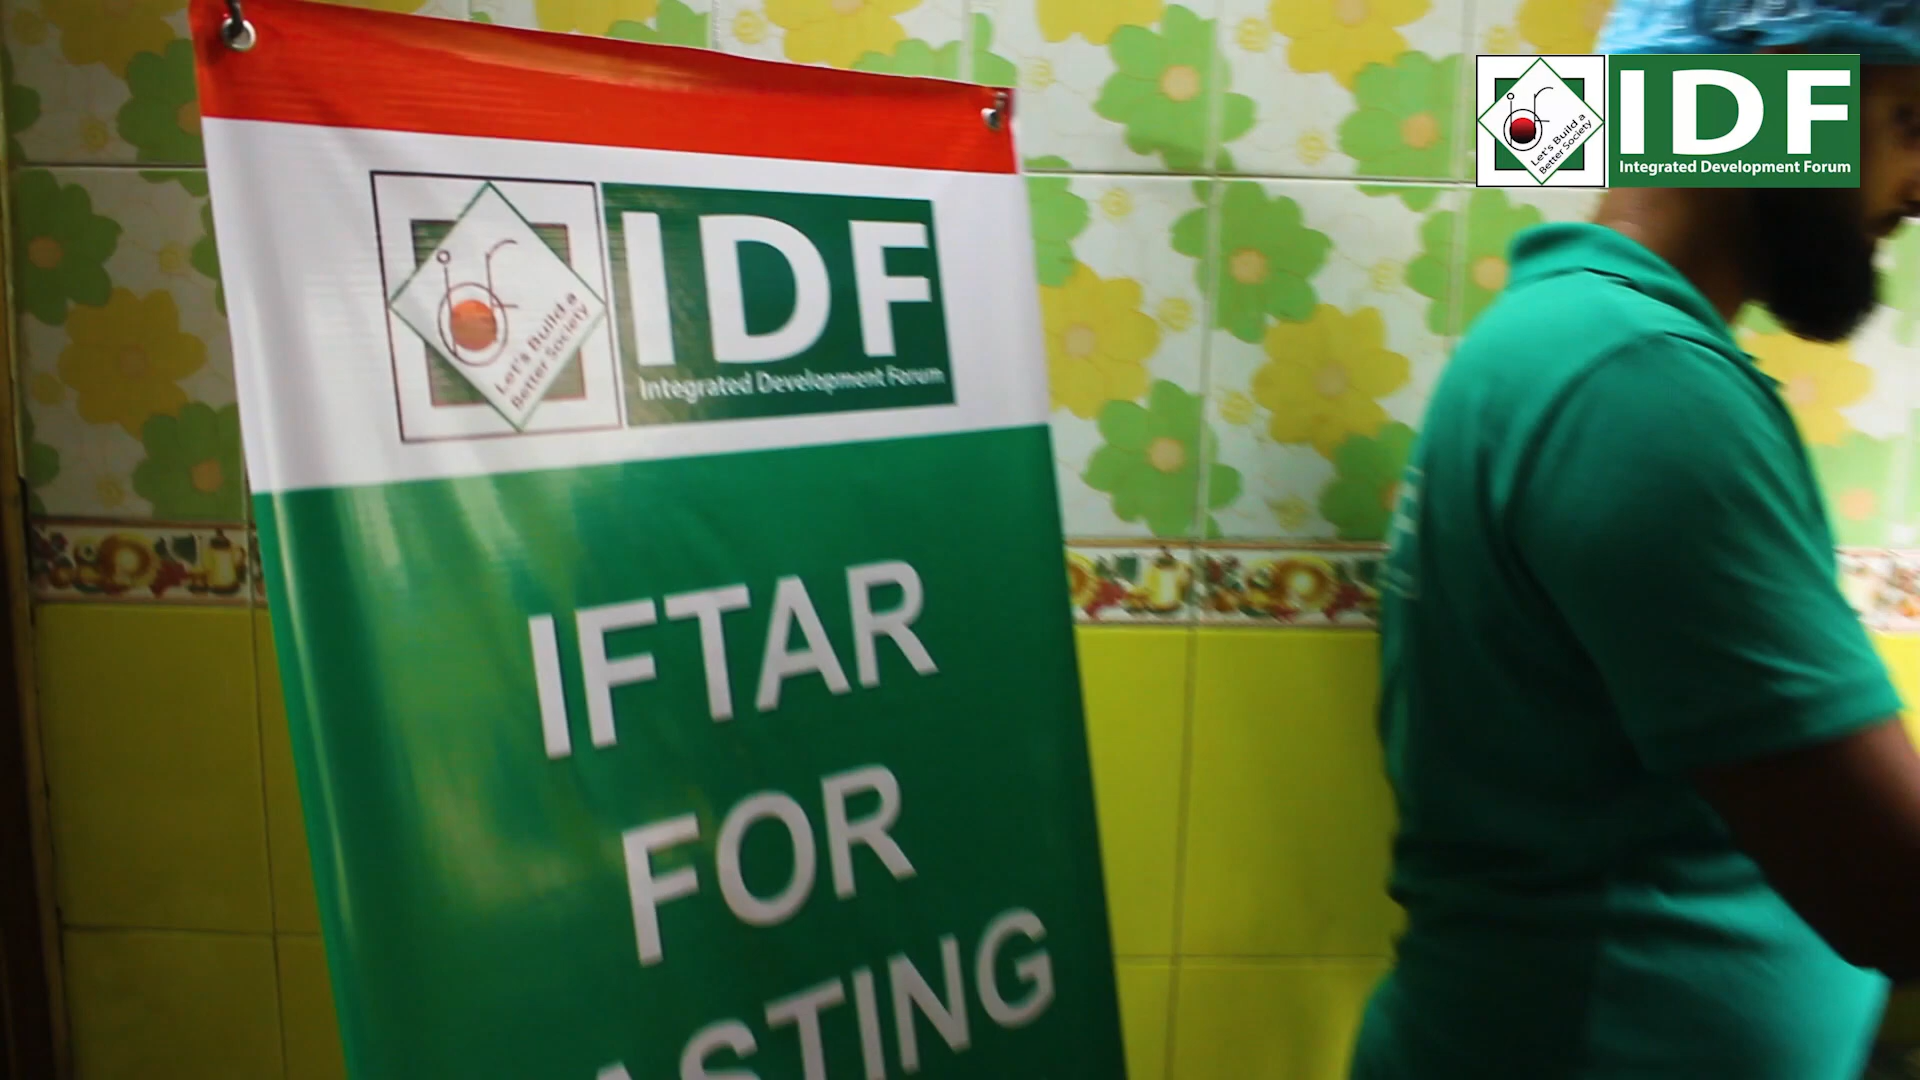 IDF
Integrated Development Forum
Let's Build a
Better Society
IDF
Integrated Development Forum
Let's Build a
Better Society
IFTAR
FOR